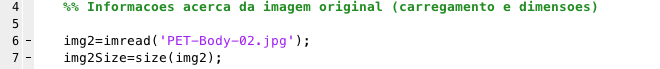 4 %% Informacoes acerca da imagem original (carregamento e dimensoes)
5
6 - img2=imread('PET-Body-02.jpg');
7 - img2Size=size(img2);